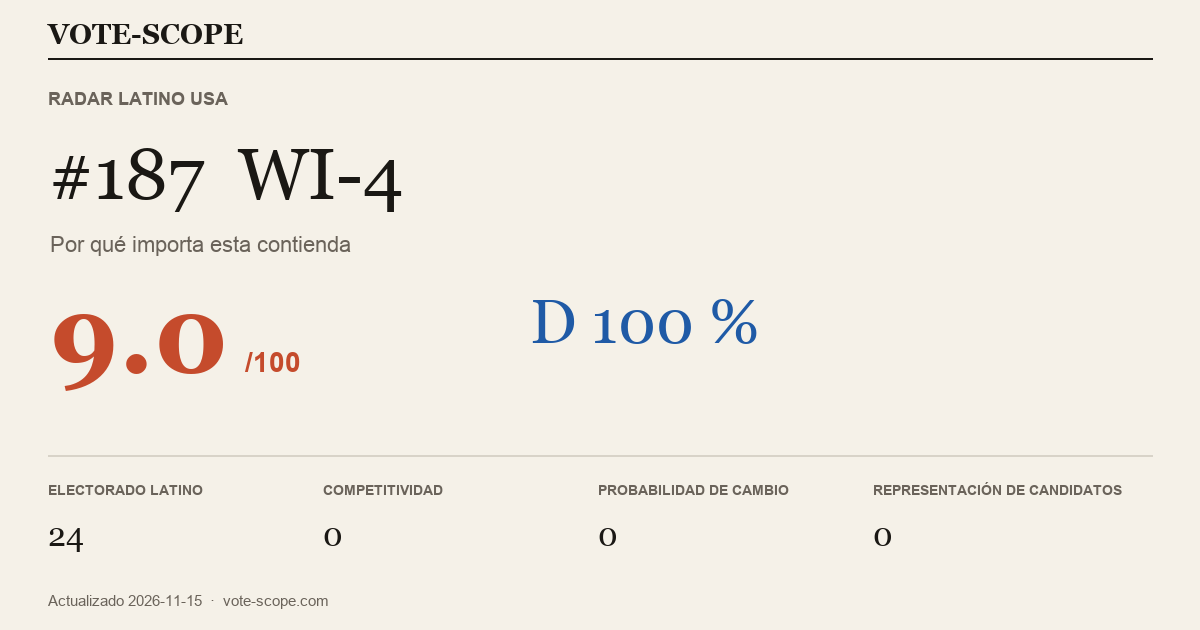 VOTE-SCOPE
RADAR LATINO USA
#187 WI-4
Por qué importa esta contienda
9.0 /100
D 100 %
ELECTORADO LATINO
24
COMPETITIVIDAD
0
PROBABILIDAD DE CAMBIO
0
REPRESENTACIÓN DE CANDIDATOS
0
Actualizado 2026-11-15 · vote-scope.com